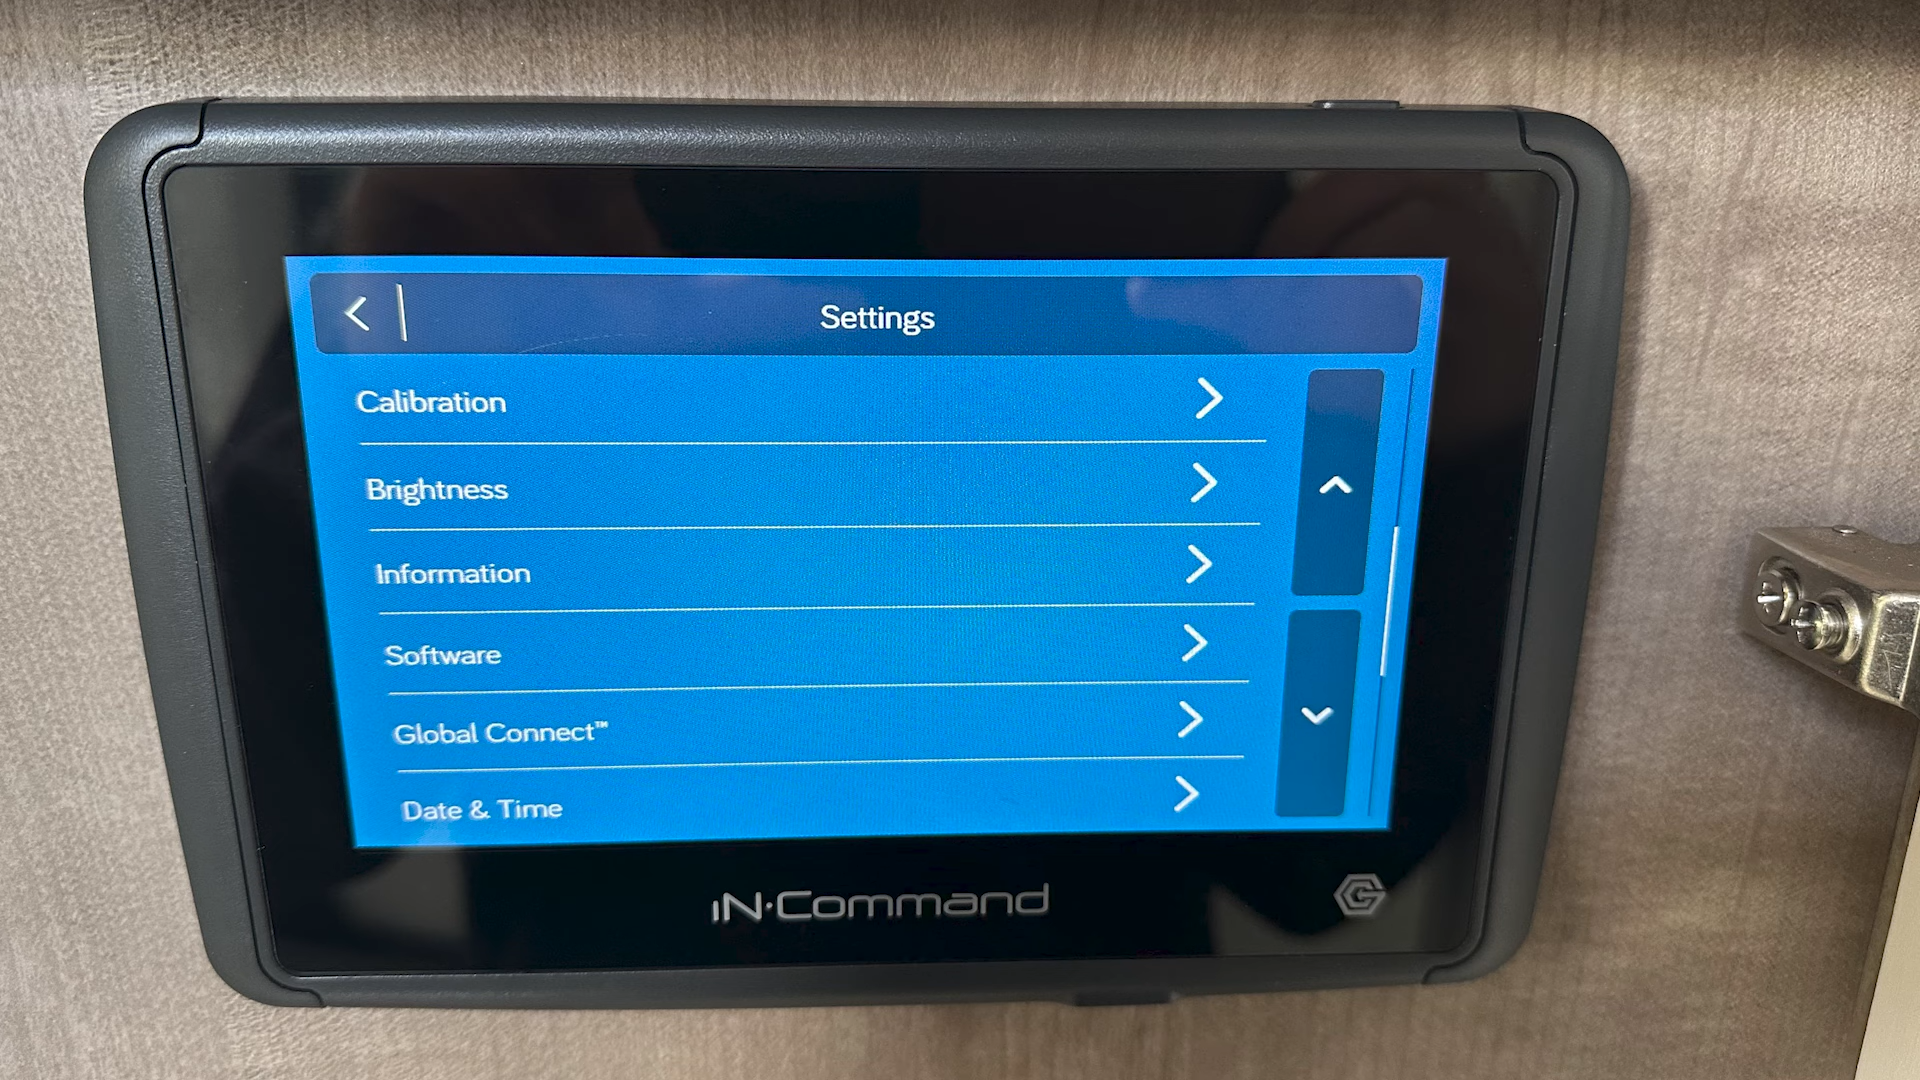 Settings
Calibration
Brightness
Information
Software
Global Connect™
Date & Time
iN·Command